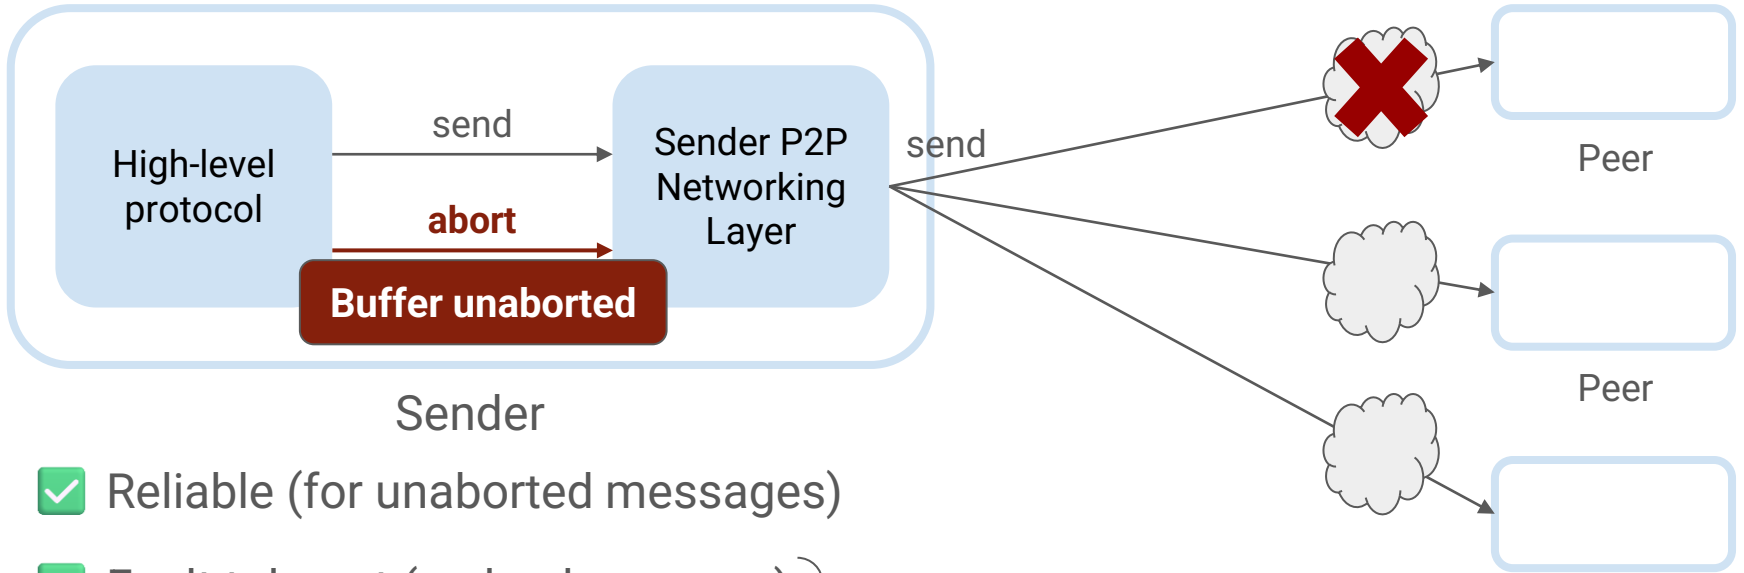 High-level
protocol
send
abort
Buffer unaborted
Sender P2P
Networking
Layer
send
Peer
Peer
Sender
Reliable (for unaborted messages)